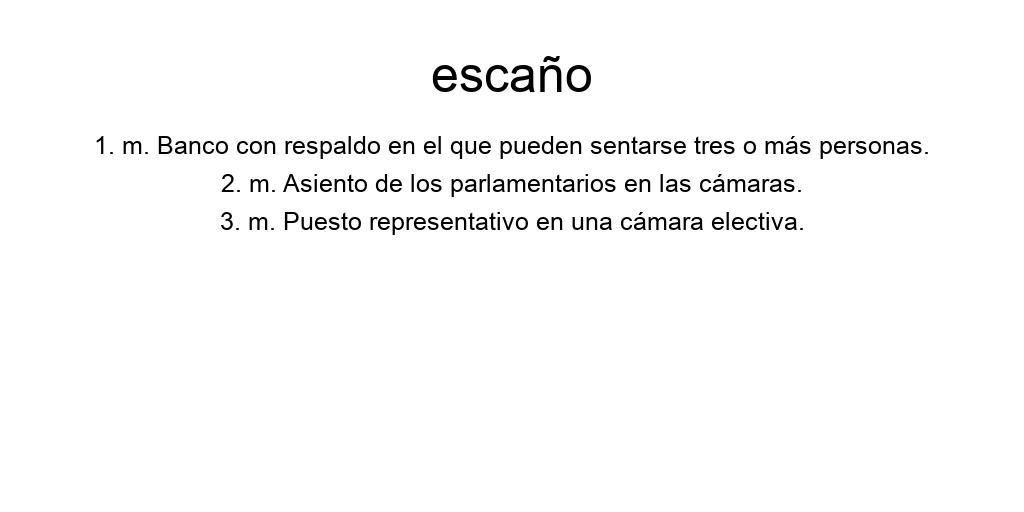 escaño
1. m. Banco con respaldo en el que pueden sentarse tres o más personas.
2. m. Asiento de los parlamentarios en las cámaras.
3. m. Puesto representativo en una cámara electiva.